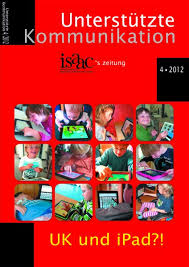 Unterstützte
Kommunikation
isaac's zeitung
4 • 2012
UK und iPad?!